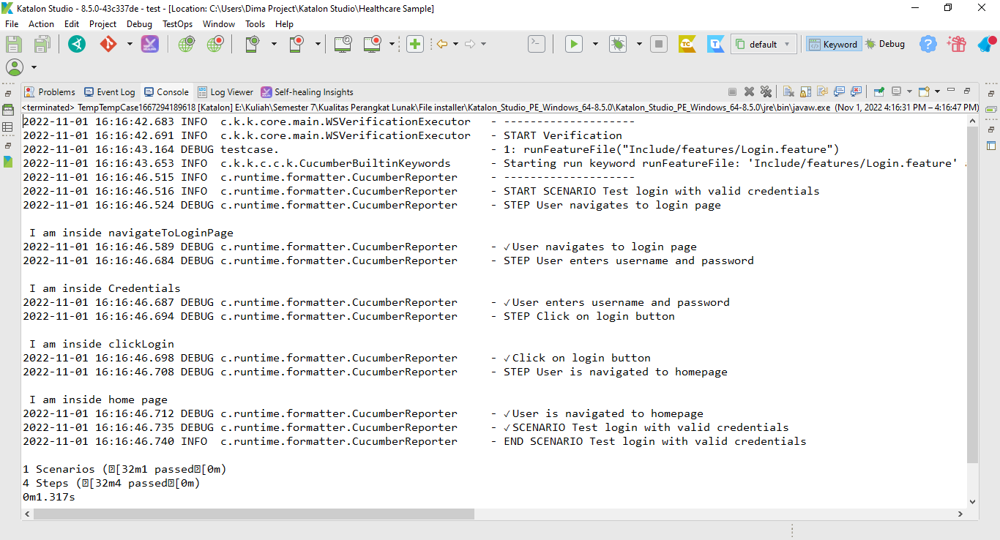 Katalon Studio - 8.5.0-43c337de - test - [Location: C:\Users\Dima Project\Katalon Studio\Healthcare Sample]
File Action Edit Project Debug TestOps Window Tools Help
default Keyword Debug
Problems Event Log Console Log Viewer Self-healing Insights
<terminated> TempTempCase1667294189618 [Katalon] E:\Kuliah\Semester 7\Kualitas Perangkat Lunak\File installer\Katalon_Studio_PE_Windows_64-8.5.0\Katalon_Studio_PE_Windows_64-8.5.0\jre\bin\javaw.exe (Nov 1, 2022 4:16:31 PM – 4:16:47 PM)
2022-11-01 16:16:42.683 INFO  c.k.k.core.main.WSVerificationExecutor   - --------------------
2022-11-01 16:16:42.691 INFO  c.k.k.core.main.WSVerificationExecutor   - START Verification
2022-11-01 16:16:43.164 DEBUG testcase.                                - 1: runFeatureFile("Include/features/Login.feature")
2022-11-01 16:16:43.653 INFO  c.k.k.c.c.k.CucumberBuiltinKeywords      - Starting run keyword runFeatureFile: 'Include/features/Login.feature'
2022-11-01 16:16:46.515 INFO  c.runtime.formatter.CucumberReporter     - --------------------
2022-11-01 16:16:46.516 INFO  c.runtime.formatter.CucumberReporter     - START SCENARIO Test login with valid credentials
2022-11-01 16:16:46.524 DEBUG c.runtime.formatter.CucumberReporter     - STEP User navigates to login page
I am inside navigateToLoginPage
2022-11-01 16:16:46.589 DEBUG c.runtime.formatter.CucumberReporter     - ✓User navigates to login page
2022-11-01 16:16:46.684 DEBUG c.runtime.formatter.CucumberReporter     - STEP User enters username and password
I am inside Credentials
2022-11-01 16:16:46.687 DEBUG c.runtime.formatter.CucumberReporter     - ✓User enters username and password
2022-11-01 16:16:46.694 DEBUG c.runtime.formatter.CucumberReporter     - STEP Click on login button
I am inside clickLogin
2022-11-01 16:16:46.698 DEBUG c.runtime.formatter.CucumberReporter     - ✓Click on login button
2022-11-01 16:16:46.708 DEBUG c.runtime.formatter.CucumberReporter     - STEP User is navigated to homepage
I am inside home page
2022-11-01 16:16:46.712 DEBUG c.runtime.formatter.CucumberReporter     - ✓User is navigated to homepage
2022-11-01 16:16:46.735 DEBUG c.runtime.formatter.CucumberReporter     - ✓SCENARIO Test login with valid credentials
2022-11-01 16:16:46.740 INFO  c.runtime.formatter.CucumberReporter     - END SCENARIO Test login with valid credentials
1 Scenarios ([32m1 passed[0m)
4 Steps ([32m4 passed[0m)
0m1.317s